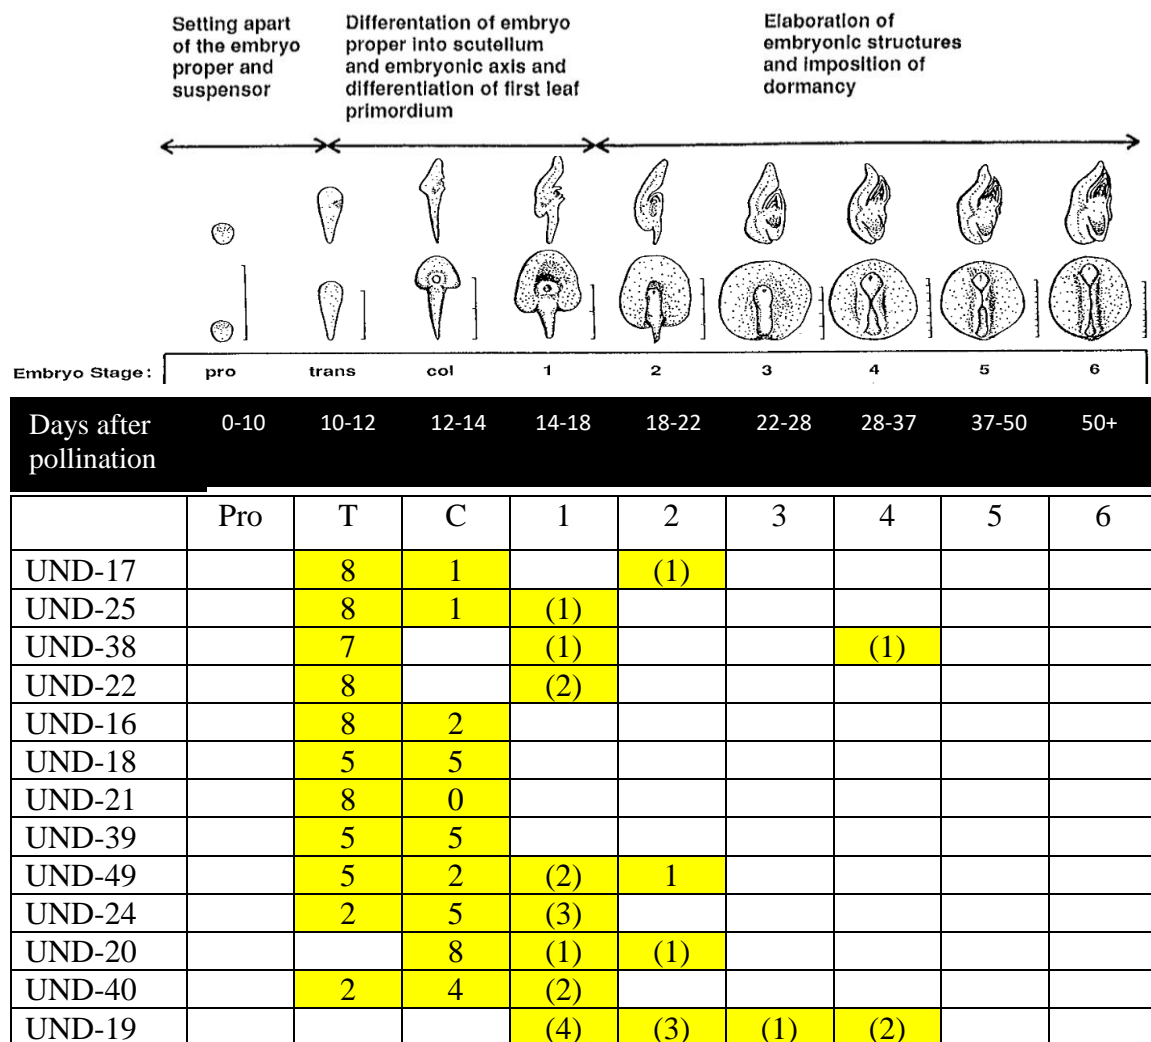 Setting apart
of the embryo
proper and
suspensor
Differentation of embryo
proper into scutellum
and embryonic axis and
differentiation of first leaf
primordium
Elaboration of
embryonic structures
and imposition of
dormancy
Embryo Stage: pro trans col 1 2 3 4 5 6
Days after
pollination
0-10 10-12 12-14 14-18 18-22 22-28 28-37 37-50 50+
Pro T C 1 2 3 4 5 6
UND-17 8 1 (1)
UND-25 8 1 (1)
UND-38 7 (1) (1)
UND-22 8 (2)
UND-16 8 2
UND-18 5 5
UND-21 8 0
UND-39 5 5
UND-49 5 2 (2) 1
UND-24 2 5 (3)
UND-20 8 (1) (1)
UND-40 2 4 (2)
UND-19 (4) (3) (1) (2)